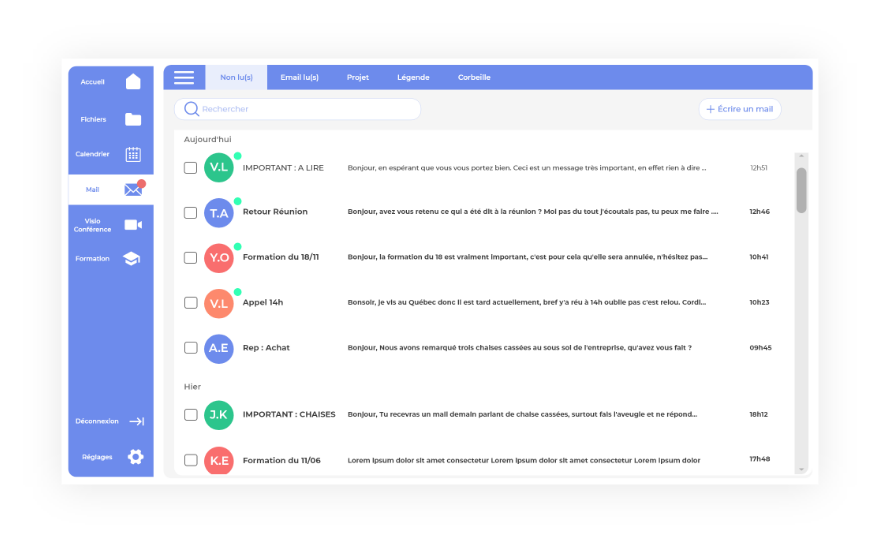 Accueil
Fichiers
Calendrier
Mail
Visio
Conférence
Formation
Déconnexion
Réglages
Non lu(s) Email lu(s) Projet Légende Corbeille
Rechercher
+ Écrire un mail
Aujourd'hui
V.L IMPORTANT : A LIRE Bonjour, en espérant que vous vous portez bien. Ceci est un message très important, en effet rien à dire ... 12h51
T.A Retour Réunion Bonjour, avez vous retenu ce qui a été dit à la réunion ? Moi pas du tout j'écoutais pas, tu peux me faire .... 12h46
Y.O Formation du 18/11 Bonjour, la formation du 18 est vraiment important, c'est pour cela qu'elle sera annulée, n'hésitez pas... 10h41
V.L Appel 14h Bonsoir, je vis au Québec donc il est tard actuellement, bref y'a réu à 14h oublie pas c'est relou. Cordi... 10h23
A.E Rep : Achat Bonjour, Nous avons remarqué trois chaises cassées au sous sol de l'entreprise, qu'avez vous fait ? 09h45
Hier
J.K IMPORTANT : CHAISES Bonjour, Tu recevras un mail demain parlant de chaise cassées, surtout fais l'aveugle et ne répond... 18h12
K.E Formation du 11/06 Lorem ipsum dolor sit amet consectetur Lorem ipsum dolor sit amet consectetur Lorem ipsum dolor 17h48